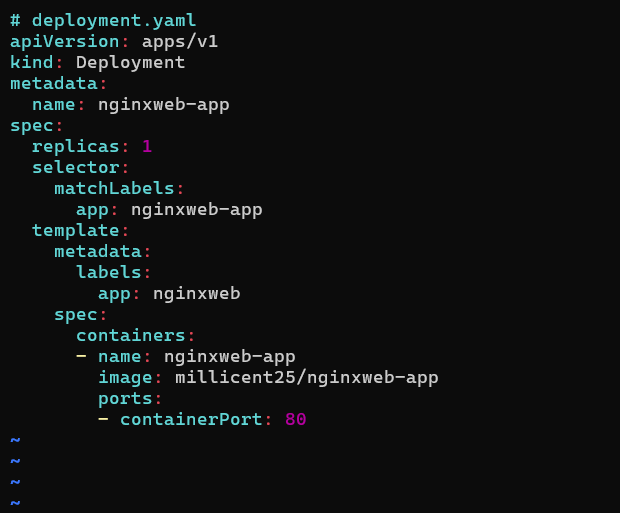 # deployment.yaml
apiVersion: apps/v1
kind: Deployment
metadata:
  name: nginxweb-app
spec:
  replicas: 1
  selector:
    matchLabels:
      app: nginxweb-app
  template:
    metadata:
      labels:
        app: nginxweb
    spec:
      containers:
      - name: nginxweb-app
        image: millicent25/nginxweb-app
        ports:
        - containerPort: 80
~
~
~
~